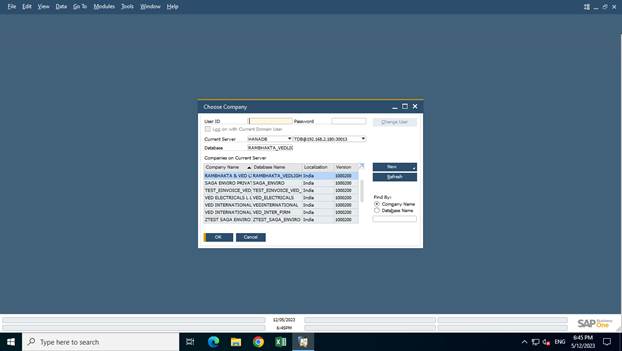 File Edit View Data Go To Modules Tools Window Help
Choose Company
User ID Password Change User
Log on with Current Domain User
Current Server HANADB TDB@192.168.2.180:30013
Database RAMBHAKTA_VEDLIG
Companies on Current Server
Company Name Database Name Localization Version New
RAMBHAKTA & VED L RAMBHAKTA_VEDLIGH India 1000200 Refresh
SAGA ENVIRO PRIVAT SAGA_ENVIRO India 1000200
TEST_EINVOICE_VED_ TEST_EINVOICE_VED_ India 1000200
VED ELECTRICALS VED_ELECTRICALS India 1000200
VED INTERNATIONAL VEDINTERNATIONAL India 1000200
VED INTERNATIONAL VED_INTER_FIRM India 1000200
ZTEST SAGA ENVIRO ZTEST_SAGA_ENVIRO India 1000200
Find By:
Company Name
Database Name
OK Cancel
12/05/2023
6:45PM
SAP Business One
Type here to search
ENG
6:45 PM
5/12/2023